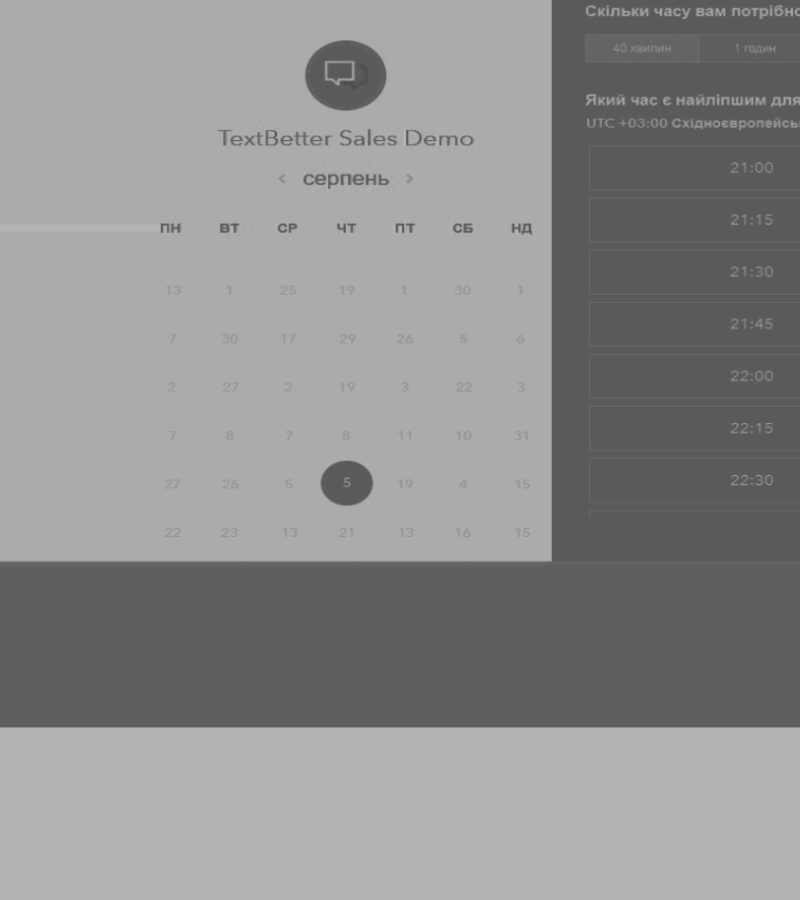 TextBetter Sales Demo
‹ серпень ›
ПН ВТ СР ЧТ ПТ СБ НД
13 1 25 19 1 30 1
7 30 17 29 26 5 6
2 27 2 19 3 22 3
7 8 7 8 11 10 31
27 26 5 5 19 4 15
22 23 13 21 13 16 15
Скільки часу вам потрібно
40 хвилин 1 годин
Який час є найліпшим для
UTC +03:00 Східноєвропейсь
21:00
21:15
21:30
21:45
22:00
22:15
22:30